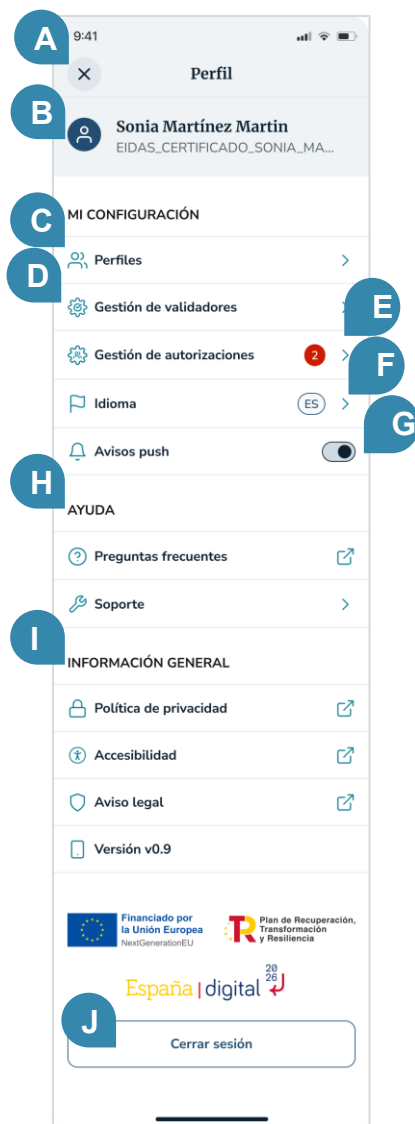 A
9:41
Perfil
B
Sonia Martínez Martin
EIDAS_CERTIFICADO_SONIA_MA...
C
MI CONFIGURACIÓN
D
Perfiles
Gestión de validadores
E
Gestión de autorizaciones 2
F
Idioma ES
G
Avisos push
H
AYUDA
Preguntas frecuentes
Soporte
I
INFORMACIÓN GENERAL
Política de privacidad
Accesibilidad
Aviso legal
Versión v0.9
Financiado por
la Unión Europea
NextGenerationEU
TR
Plan de Recuperación,
Transformación
y Resiliencia
España | digital 2026
J
Cerrar sesión